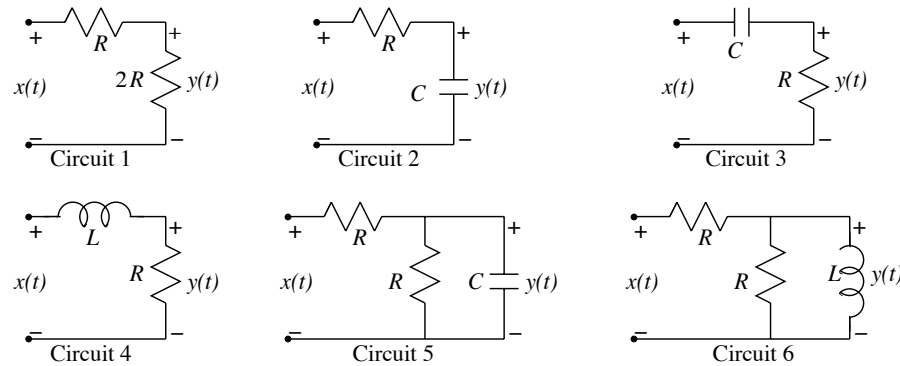 + R + + R + + C +
x(t) 2R y(t) x(t) C y(t) x(t) R y(t)
− − − − − −
Circuit 1 Circuit 2 Circuit 3
+ L + + R + + R +
x(t) R y(t) x(t) R C y(t) x(t) R L y(t)
− − − − − −
Circuit 4 Circuit 5 Circuit 6